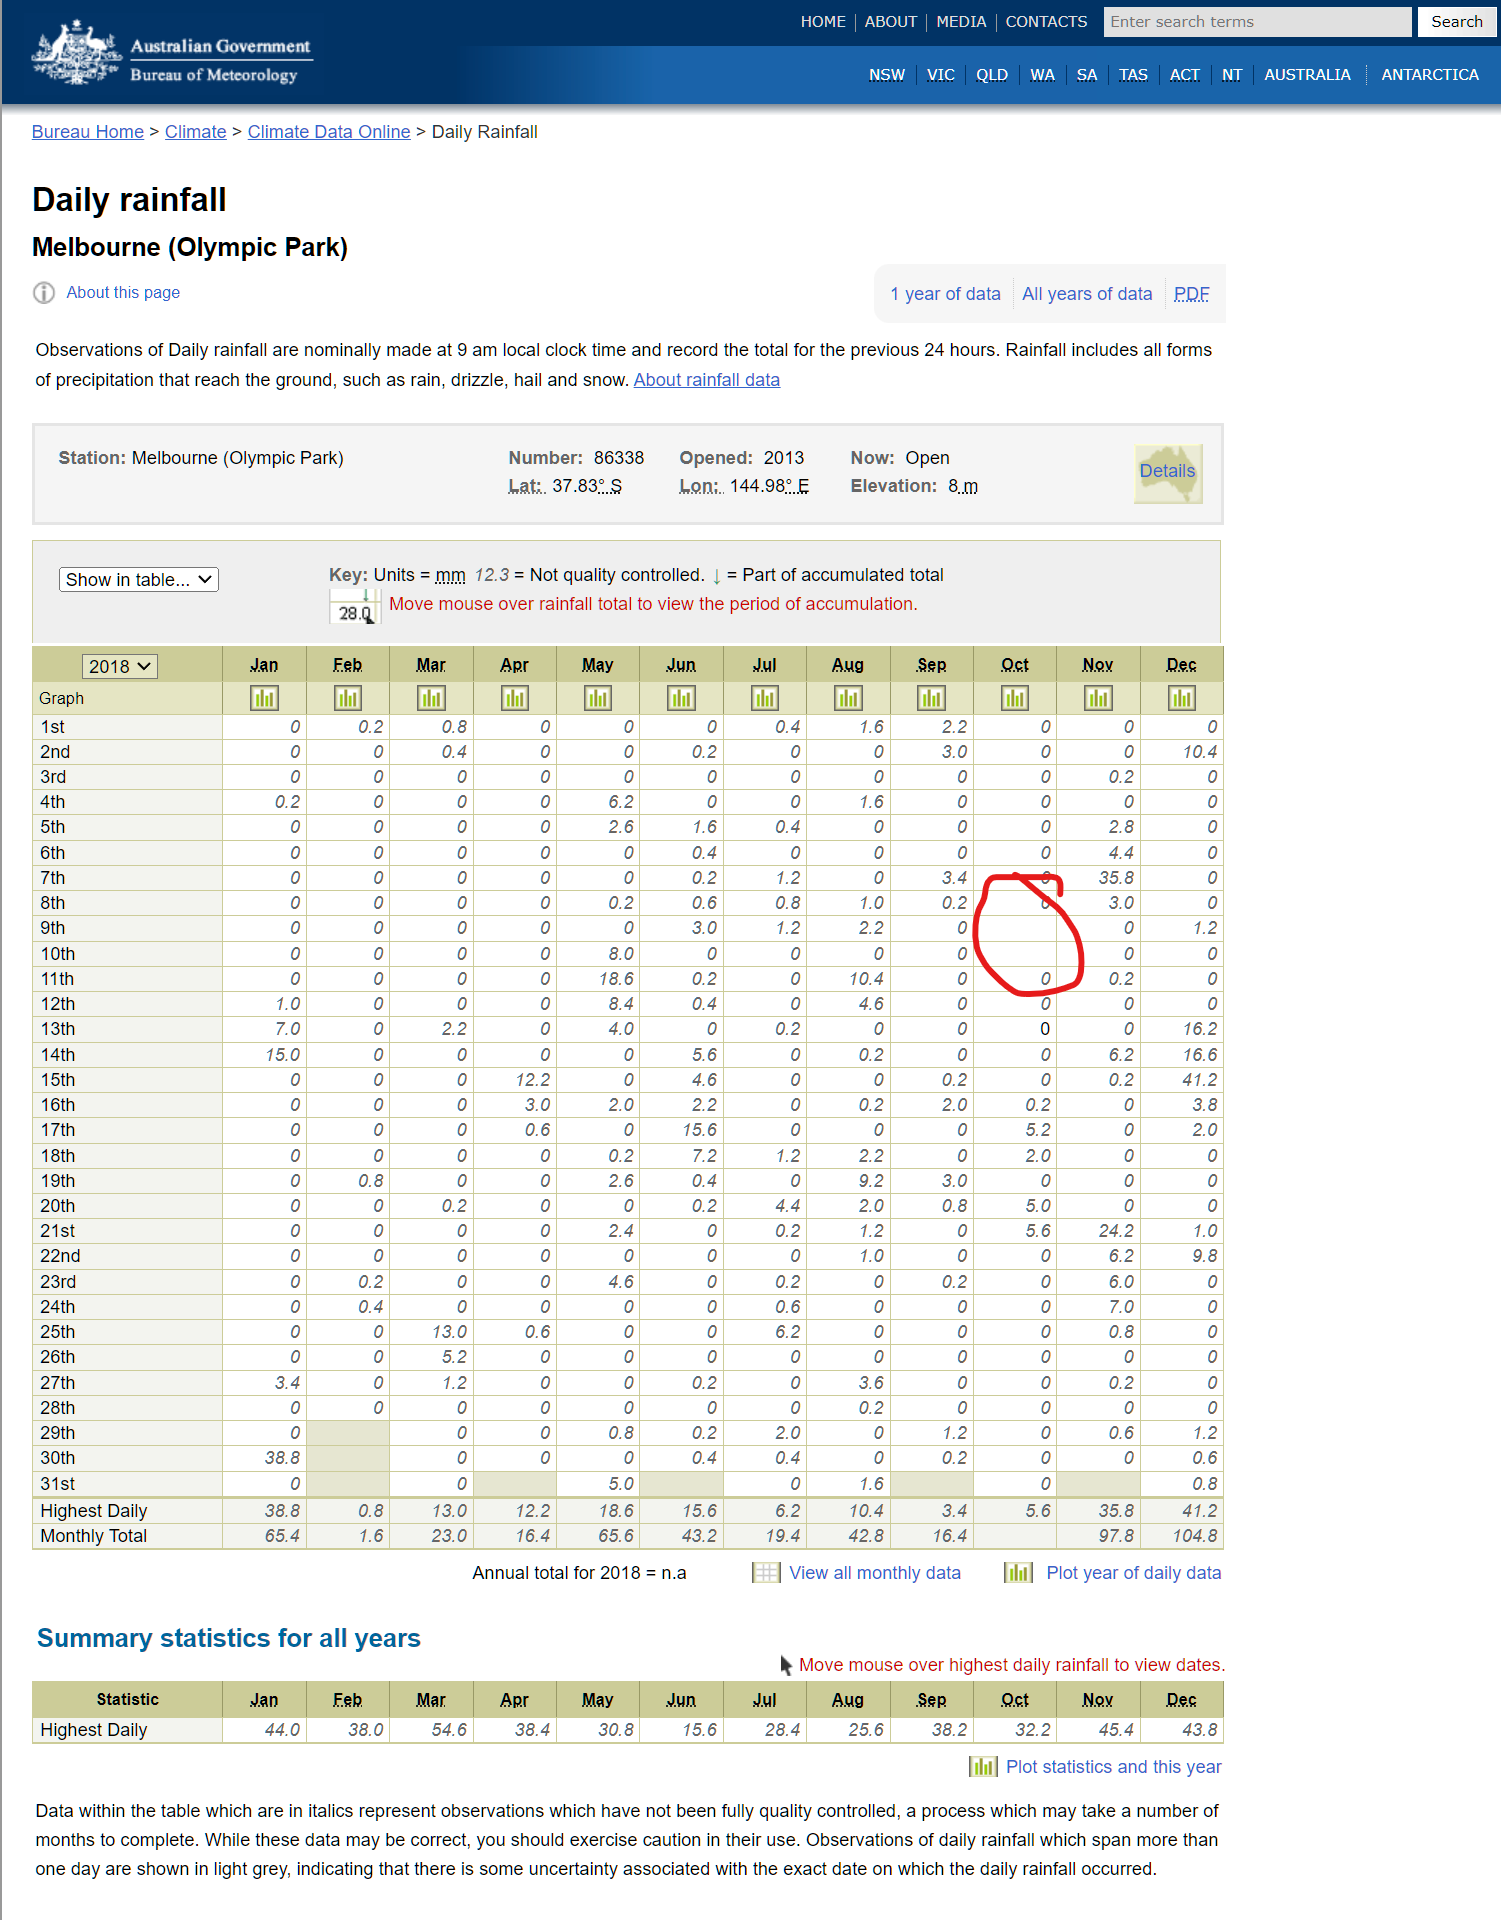 HOME ABOUT MEDIA CONTACTS Enter search terms Search
Australian Government
Bureau of Meteorology
NSW VIC QLD WA SA TAS ACT NT AUSTRALIA ANTARCTICA
Bureau Home > Climate > Climate Data Online > Daily Rainfall
Daily rainfall
Melbourne (Olympic Park)
About this page
1 year of data All years of data PDF
Observations of Daily rainfall are nominally made at 9 am local clock time and record the total for the previous 24 hours. Rainfall includes all forms
of precipitation that reach the ground, such as rain, drizzle, hail and snow. About rainfall data
Station: Melbourne (Olympic Park) Number: 86338 Opened: 2013 Now: Open
Lat: 37.83° S Lon: 144.98° E Elevation: 8 m
Details
Show in table... Key: Units = mm 12.3 = Not quality controlled. ↓ = Part of accumulated total
28.0 Move mouse over rainfall total to view the period of accumulation.
2018 Jan Feb Mar Apr May Jun Jul Aug Sep Oct Nov Dec
Graph
1st 0 0.2 0.8 0 0 0 0.4 1.6 2.2 0 0 0
2nd 0 0 0.4 0 0 0.2 0 0 3.0 0 0 10.4
3rd 0 0 0 0 0 0 0 0 0 0 0.2 0
4th 0.2 0 0 0 6.2 0 0 1.6 0 0 0 0
5th 0 0 0 0 2.6 1.6 0.4 0 0 0 2.8 0
6th 0 0 0 0 0 0.4 0 0 0 0 4.4 0
7th 0 0 0 0 0 0.2 1.2 0 3.4 0 35.8 0
8th 0 0 0 0 0.2 0.6 0.8 1.0 0.2 0 3.0 0
9th 0 0 0 0 0 3.0 1.2 2.2 0 0 1.2
10th 0 0 0 0 8.0 0 0 0 0 0 0
11th 0 0 0 0 18.6 0.2 0 10.4 0 0 0.2 0
12th 1.0 0 0 0 8.4 0.4 0 4.6 0 0 0 0
13th 7.0 0 2.2 0 4.0 0 0.2 0 0 0 0 16.2
14th 15.0 0 0 0 0 5.6 0 0.2 0 0 6.2 16.6
15th 0 0 0 12.2 0 4.6 0 0 0.2 0 0.2 41.2
16th 0 0 0 3.0 2.0 2.2 0 0.2 2.0 0.2 0 3.8
17th 0 0 0 0.6 0 15.6 0 0 0 5.2 0 2.0
18th 0 0 0 0 0.2 7.2 1.2 2.2 0 2.0 0 0
19th 0 0.8 0 0 2.6 0.4 0 9.2 3.0 0 0 0
20th 0 0 0.2 0 0 0.2 4.4 2.0 0.8 5.0 0 0
21st 0 0 0 0 2.4 0 0.2 1.2 0 5.6 24.2 1.0
22nd 0 0 0 0 0 0 0 1.0 0 0 6.2 9.8
23rd 0 0.2 0 0 4.6 0 0.2 0 0.2 0 6.0 0
24th 0 0.4 0 0 0 0 0.6 0 0 0 7.0 0
25th 0 0 13.0 0.6 0 0 6.2 0 0 0 0.8 0
26th 0 0 5.2 0 0 0 0 0 0 0 0 0
27th 3.4 0 1.2 0 0 0.2 0 3.6 0 0 0.2 0
28th 0 0 0 0 0 0 0 0.2 0 0 0 0
29th 0 0 0 0.8 0.2 2.0 0 1.2 0 0.6 1.2
30th 38.8 0 0 0 0.4 0.4 0 0.2 0 0 0.6
31st 0 0 5.0 0 1.6 0 0.8
Highest Daily 38.8 0.8 13.0 12.2 18.6 15.6 6.2 10.4 3.4 5.6 35.8 41.2
Monthly Total 65.4 1.6 23.0 16.4 65.6 43.2 19.4 42.8 16.4 97.8 104.8
Annual total for 2018 = n.a View all monthly data Plot year of daily data
Summary statistics for all years
Move mouse over highest daily rainfall to view dates.
Statistic Jan Feb Mar Apr May Jun Jul Aug Sep Oct Nov Dec
Highest Daily 44.0 38.0 54.6 38.4 30.8 15.6 28.4 25.6 38.2 32.2 45.4 43.8
Plot statistics and this year
Data within the table which are in italics represent observations which have not been fully quality controlled, a process which may take a number of
months to complete. While these data may be correct, you should exercise caution in their use. Observations of daily rainfall which span more than
one day are shown in light grey, indicating that there is some uncertainty associated with the exact date on which the daily rainfall occurred.